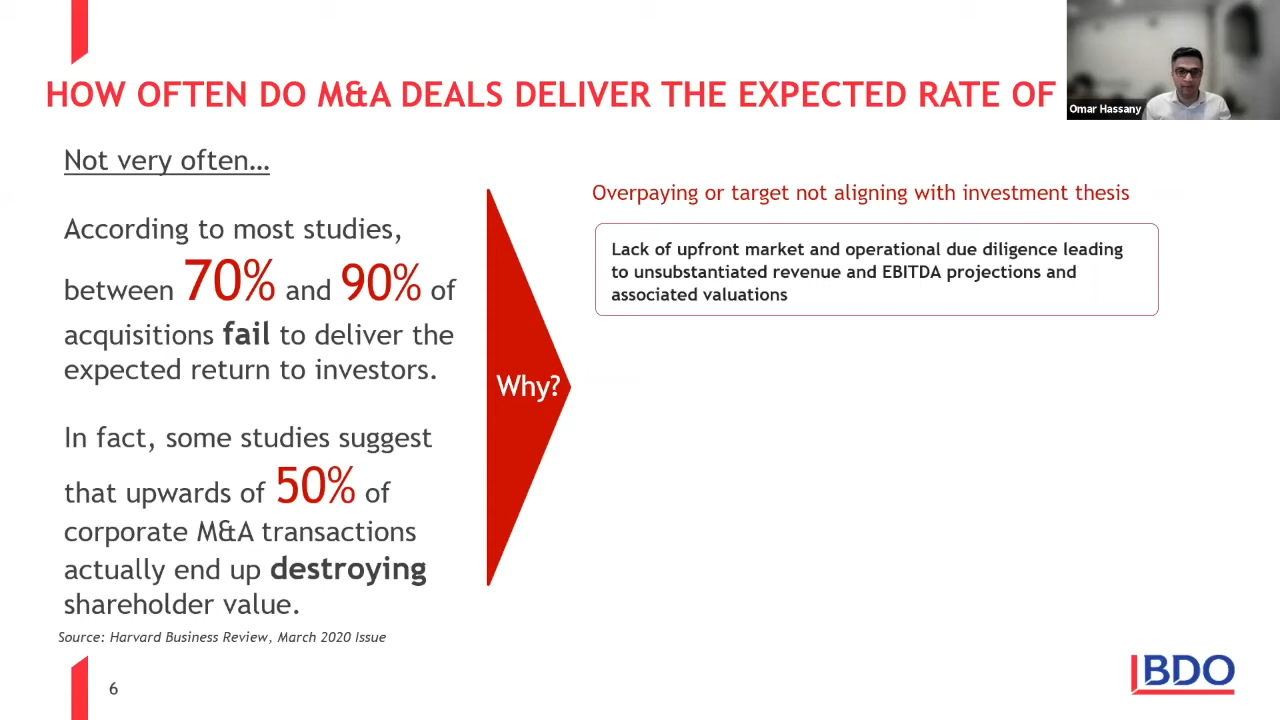 HOW OFTEN DO M&A DEALS DELIVER THE EXPECTED RATE OF
Omar Hassany
Not very often…
According to most studies,
between 70% and 90% of
acquisitions fail to deliver the
expected return to investors.
In fact, some studies suggest
that upwards of 50% of
corporate M&A transactions
actually end up destroying
shareholder value.
Source: Harvard Business Review, March 2020 Issue
Why?
Overpaying or target not aligning with investment thesis
Lack of upfront market and operational due diligence leading
to unsubstantiated revenue and EBITDA projections and
associated valuations
6
BDO